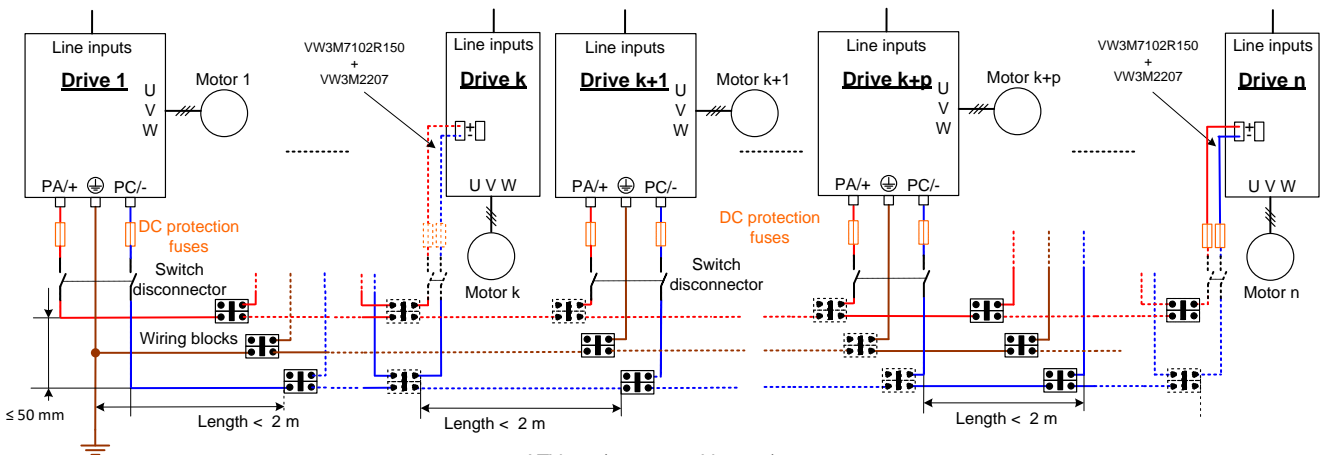 Line inputs
Drive 1
U
V
W
Motor 1
PA/+
PC/-
DC protection
fuses
Switch
disconnector
Wiring blocks
≤ 50 mm
Length < 2 m
VW3M7102R150
+
VW3M2207
Line inputs
Drive k
+
-
U V W
Motor k
Line inputs
Drive k+1
U
V
W
Motor k+1
PA/+
PC/-
Switch
disconnector
Length < 2 m
Line inputs
Drive k+p
U
V
W
Motor k+p
PA/+
PC/-
DC protection
fuses
Length < 2 m
VW3M7102R150
+
VW3M2207
Line inputs
Drive n
+
-
U V W
Motor n